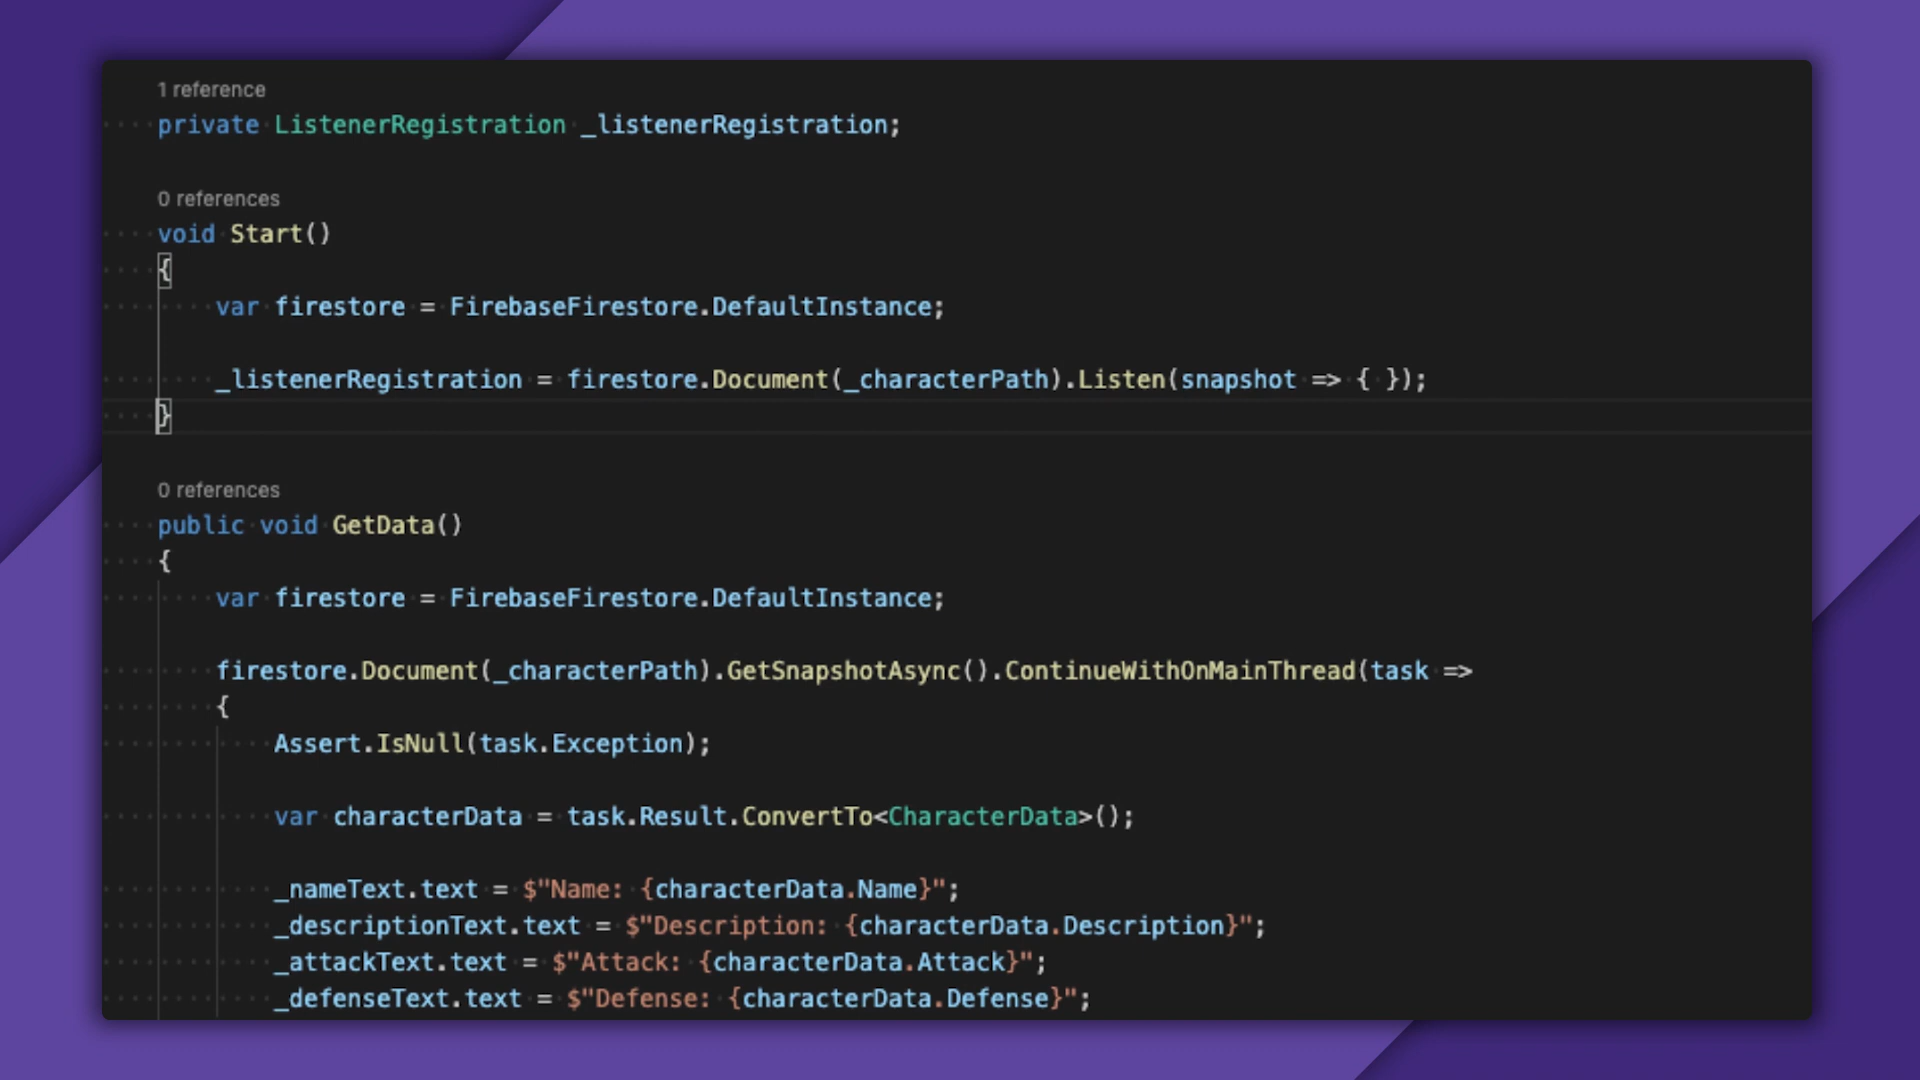 1 reference
private ListenerRegistration _listenerRegistration;
0 references
void Start()
{
var firestore = FirebaseFirestore.DefaultInstance;
_listenerRegistration = firestore.Document(_characterPath).Listen(snapshot => { });
}
0 references
public void GetData()
{
var firestore = FirebaseFirestore.DefaultInstance;
firestore.Document(_characterPath).GetSnapshotAsync().ContinueWithOnMainThread(task =>
{
Assert.IsNull(task.Exception);
var characterData = task.Result.ConvertTo<CharacterData>();
_nameText.text = $"Name: {characterData.Name}";
_descriptionText.text = $"Description: {characterData.Description}";
_attackText.text = $"Attack: {characterData.Attack}";
_defenseText.text = $"Defense: {characterData.Defense}";